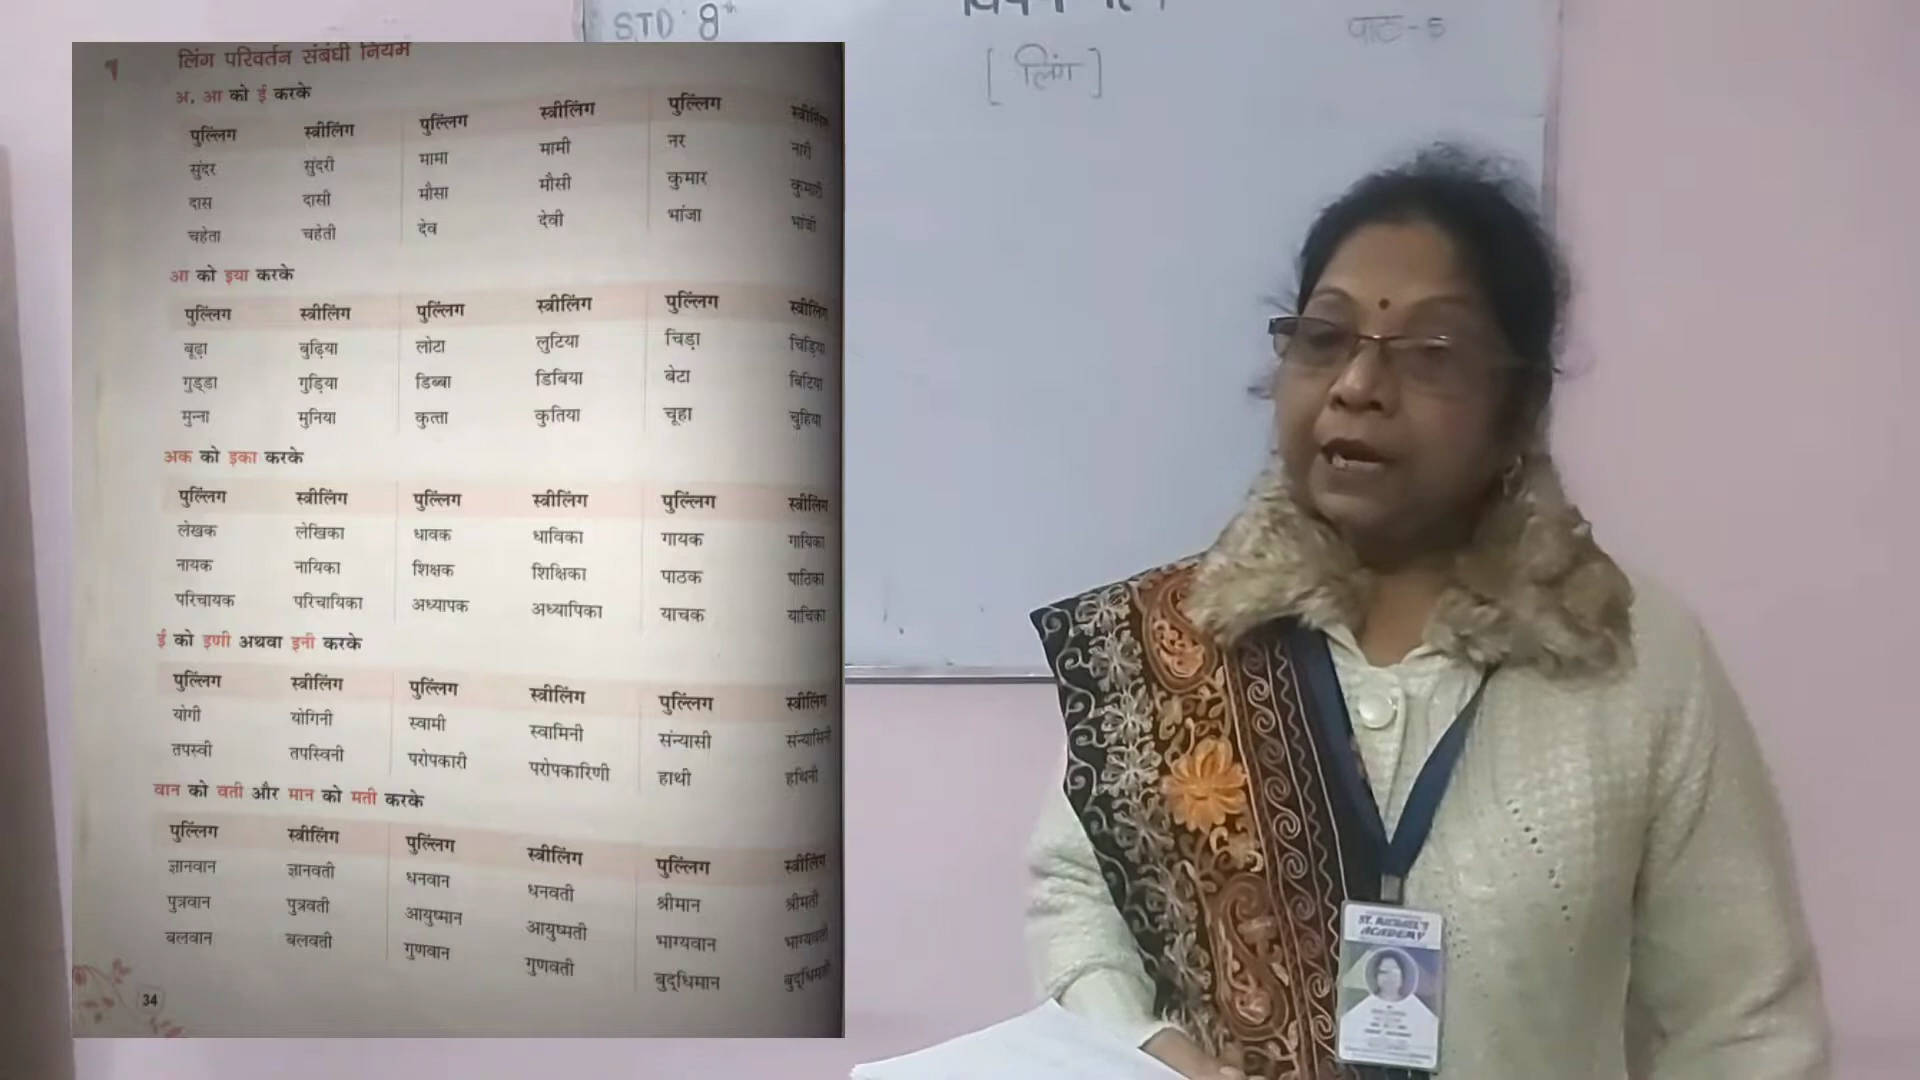 लिंग परिवर्तन संबंधी नियम
अ, आ को ई करके
पुल्लिंग स्त्रीलिंग पुल्लिंग स्त्रीलिंग पुल्लिंग स्त्रीलिंग
सुंदर सुंदरी मामा मामी नर नारी
दास दासी मौसा मौसी कुमार कुमारी
चहेता चहेती देव देवी भांजा भांजी
आ को इया करके
पुल्लिंग स्त्रीलिंग पुल्लिंग स्त्रीलिंग पुल्लिंग स्त्रीलिंग
बूढ़ा बुढ़िया लोटा लुटिया चिड़ा चिड़िया
गुड्डा गुड़िया डिब्बा डिबिया बेटा बिटिया
मुन्ना मुनिया कुत्ता कुतिया चूहा चुहिया
अक को इका करके
पुल्लिंग स्त्रीलिंग पुल्लिंग स्त्रीलिंग पुल्लिंग स्त्रीलिंग
लेखक लेखिका धावक धाविका गायक गायिका
नायक नायिका शिक्षक शिक्षिका पाठक पाठिका
परिचायक परिचायिका अध्यापक अध्यापिका याचक याचिका
ई को इणी अथवा इनी करके
पुल्लिंग स्त्रीलिंग पुल्लिंग स्त्रीलिंग पुल्लिंग स्त्रीलिंग
योगी योगिनी स्वामी स्वामिनी संन्यासी संन्यासिनी
तपस्वी तपस्विनी परोपकारी परोपकारिणी हाथी हथिनी
वान को वती और मान को मती करके
पुल्लिंग स्त्रीलिंग पुल्लिंग स्त्रीलिंग पुल्लिंग स्त्रीलिंग
ज्ञानवान ज्ञानवती धनवान धनवती श्रीमान श्रीमती
पुत्रवान पुत्रवती आयुष्मान आयुष्मती भाग्यवान भाग्यवती
बलवान बलवती गुणवान गुणवती बुद्धिमान बुद्धिमती
34
STD : 8th
पाठ-5
[ लिंग ]
ST. MICHAEL'S
ACADEMY